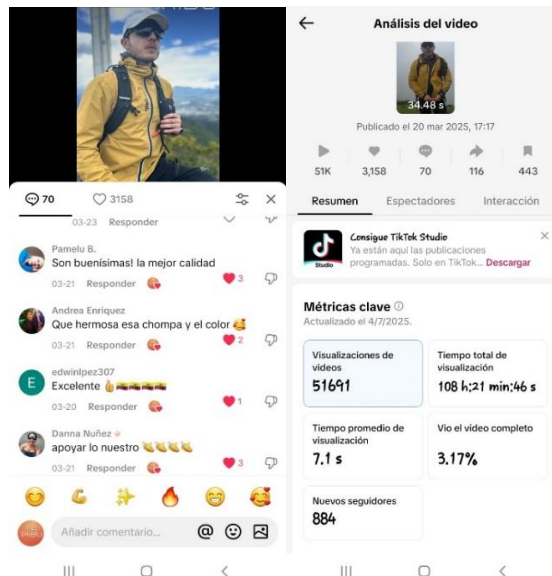 70
3158
03-23 Responder
Pamelu B.
Son buenísimas! la mejor calidad
03-21 Responder
3
Andrea Enriquez
Que hermosa esa chompa y el color
03-21 Responder
2
edwinlpez307
Excelente
03-20 Responder
1
Danna Nuñez
apoyar lo nuestro
03-21 Responder
3
Añadir comentario...
Análisis del video
34.48 s
Publicado el 20 mar 2025, 17:17
51K 3,158 70 116 443
Resumen Espectadores Interacción
Consigue TikTok Studio
Ya están aquí las publicaciones
programadas. Solo en TikTok... Descargar
Studio
Métricas clave
Actualizado el 4/7/2025.
Visualizaciones de
videos
51691
Tiempo total de
visualización
108 h:21 min:46 s
Tiempo promedio de
visualización
7.1 s
Vio el video completo
3.17%
Nuevos seguidores
884